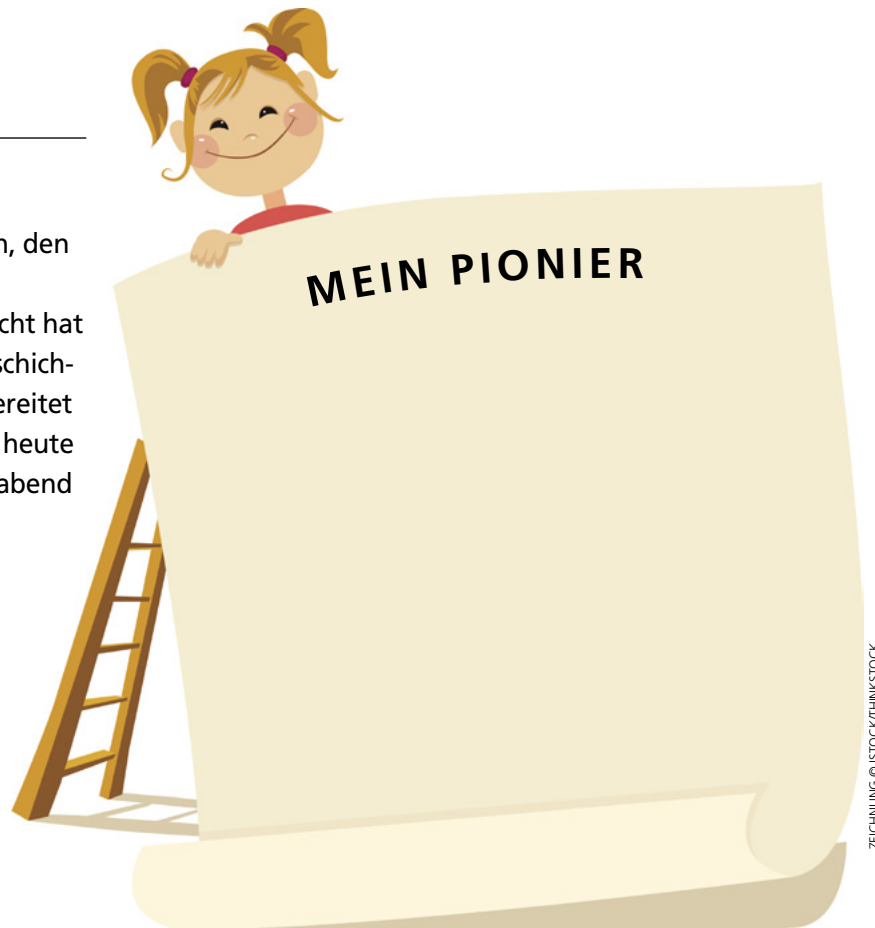 MEIN PIONIER
n, den
cht hat
schich-
ereitet
heute
abend
ZEICHNUNG © ISTOCK/THINKSTOCK